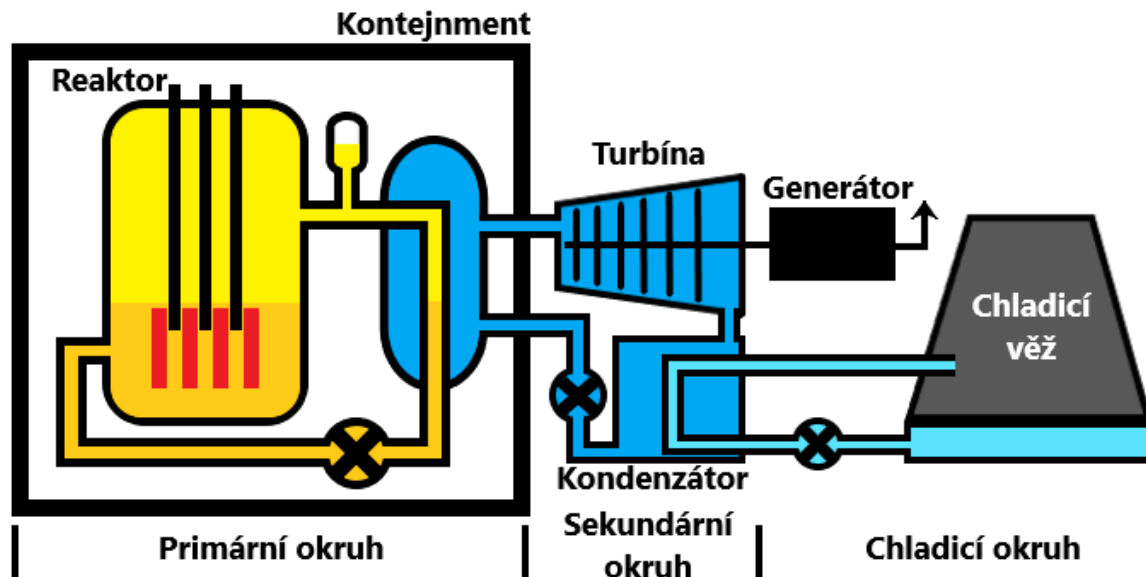 Kontejnment
Reaktor
Turbína
Generátor
Chladicí
věž
Kondenzátor
Primární okruh
Sekundární
okruh
Chladicí okruh